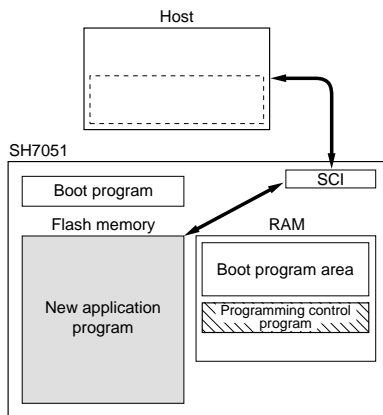 Host
SH7051
SCI
Boot program
Flash memory
RAM
Boot program area
New application
program
Programming control
program